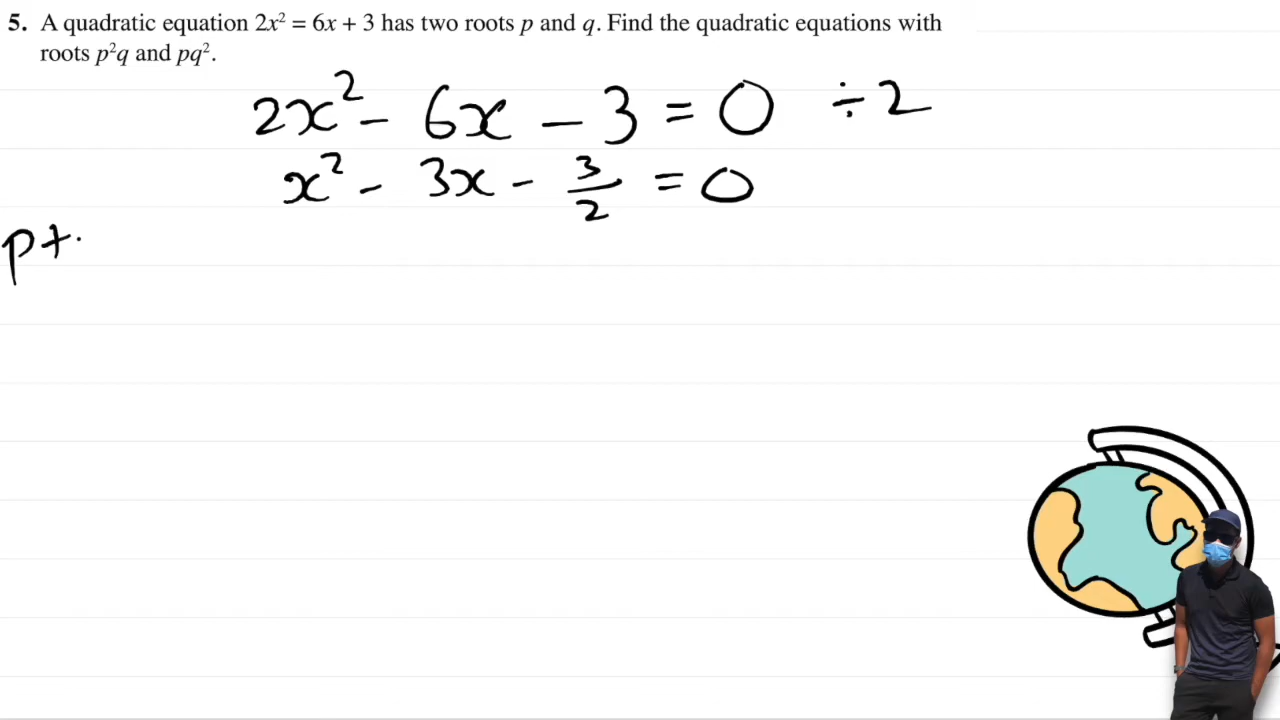 5. A quadratic equation 2x² = 6x + 3 has two roots p and q. Find the quadratic equations with
roots p²q and pq².
2x² - 6x - 3 = 0 ÷2
x² - 3x - 3/2 = 0
p+